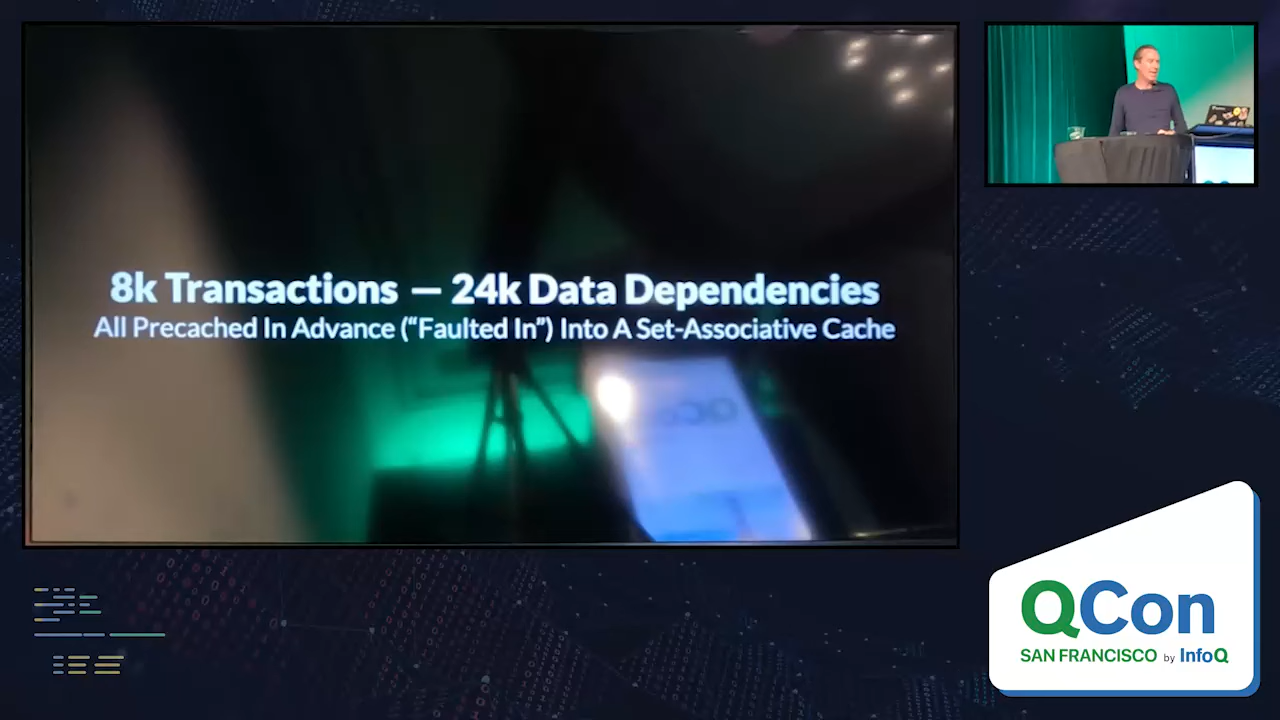 8k Transactions — 24k Data Dependencies
All Precached In Advance (“Faulted In”) Into A Set-Associative Cache
QCon
QCon
SAN FRANCISCO by InfoQ